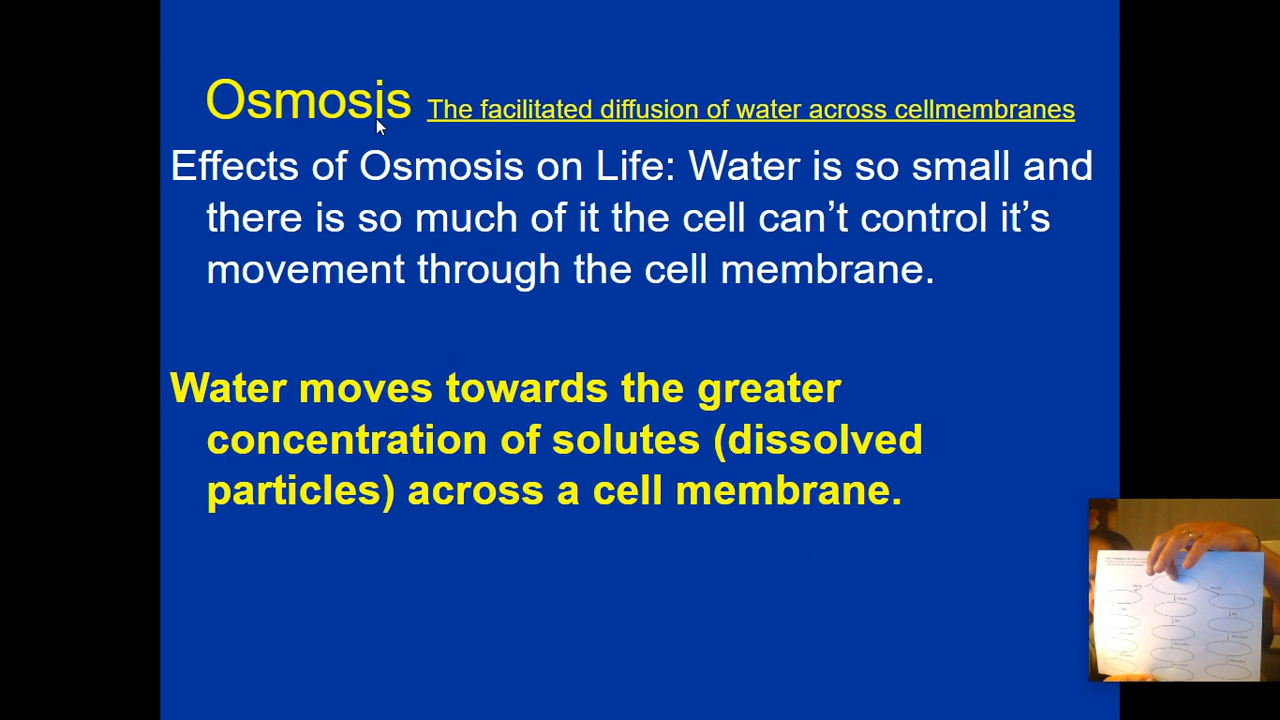 Osmosis The facilitated diffusion of water across cellmembranes
Effects of Osmosis on Life: Water is so small and
there is so much of it the cell can’t control it’s
movement through the cell membrane.
Water moves towards the greater
concentration of solutes (dissolved
particles) across a cell membrane.